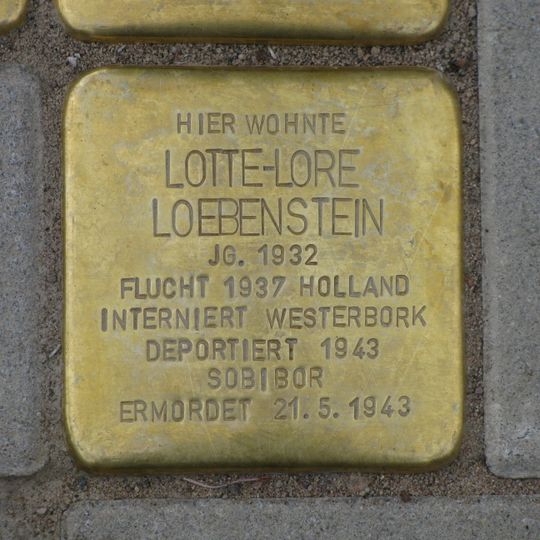 HIER WOHNTE
LOTTE-LORE
LOEBENSTEIN
JG. 1932
FLUCHT 1937 HOLLAND
INTERNIERT WESTERBORK
DEPORTIERT 1943
SOBIBOR
ERMORDET 21.5.1943